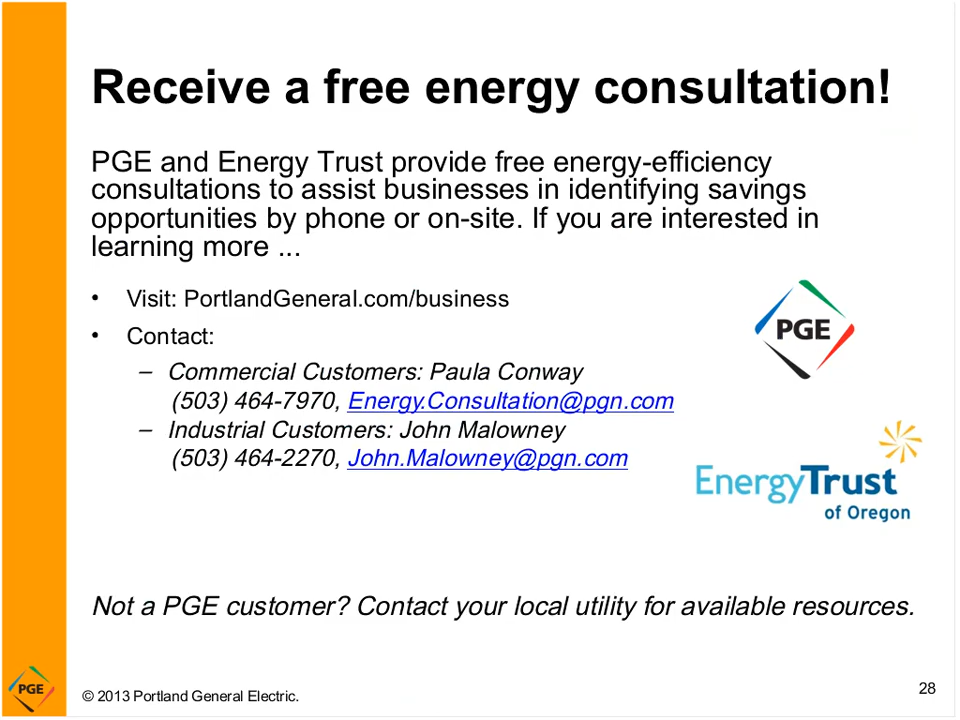 Receive a free energy consultation!
PGE and Energy Trust provide free energy-efficiency
consultations to assist businesses in identifying savings
opportunities by phone or on-site. If you are interested in
learning more ...
• Visit: PortlandGeneral.com/business
• Contact:
– Commercial Customers: Paula Conway
(503) 464-7970, Energy.Consultation@pgn.com
– Industrial Customers: John Malowney
(503) 464-2270, John.Malowney@pgn.com
PGE
EnergyTrust
of Oregon
Not a PGE customer? Contact your local utility for available resources.
PGE
© 2013 Portland General Electric.
28